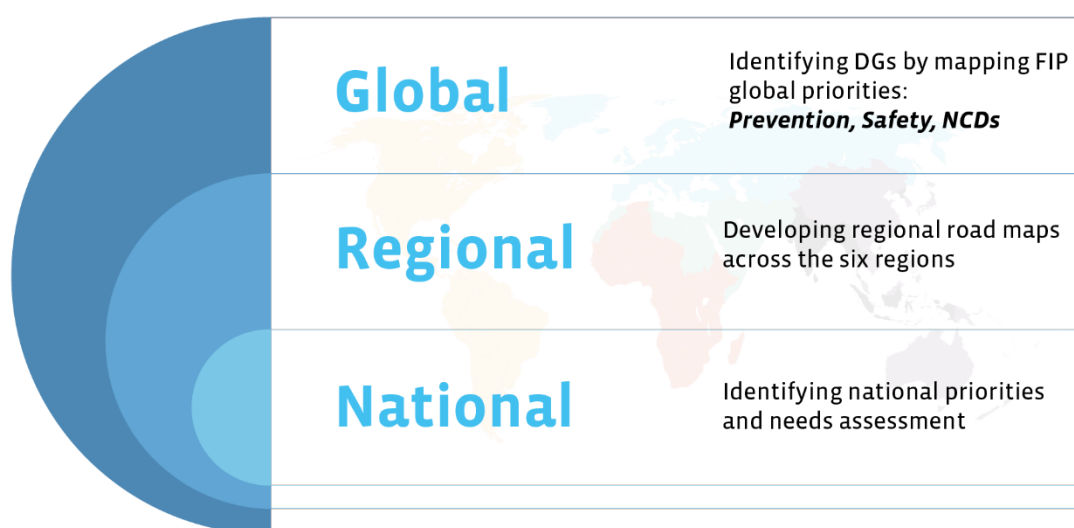 Global
Identifying DGs by mapping FIP
global priorities:
Prevention, Safety, NCDs
Regional
Developing regional road maps
across the six regions
National
Identifying national priorities
and needs assessment